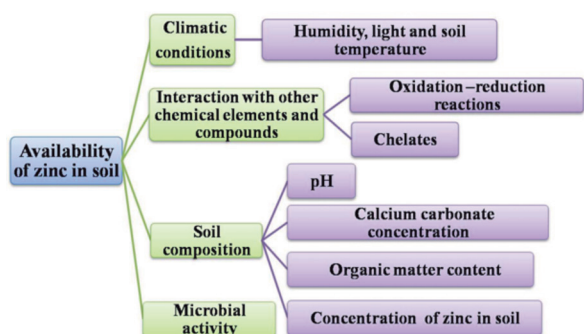 Climatic
conditions
Humidity, light and soil
temperature
Interaction with other
chemical elements and
compounds
Oxidation –reduction
reactions
Chelates
Availability
of zinc in soil
pH
Soil
composition
Calcium carbonate
concentration
Organic matter content
Microbial
activity
Concentration of zinc in soil